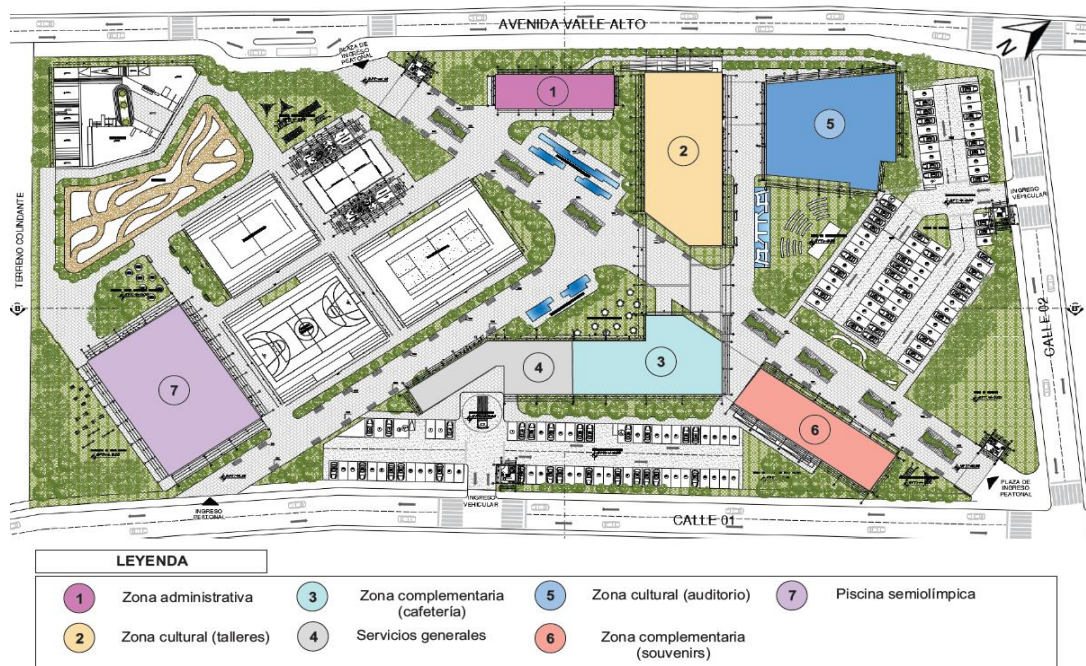 AVENIDA VALLE ALTO
PLAZA DE
INGRESO
PEATONAL
N
1
2
5
INGRESO
VEHICULAR
TERRENO COLINDANTE
B
B'
CALLE 02
3
4
7
6
PLAZA DE
INGRESO
PEATONAL
INGRESO
PEATONAL
INGRESO
VEHICULAR
CALLE 01
LEYENDA
1 Zona administrativa
3 Zona complementaria
(cafetería)
5 Zona cultural (auditorio)
7 Piscina semiolímpica
2 Zona cultural (talleres)
4 Servicios generales
6 Zona complementaria
(souvenirs)